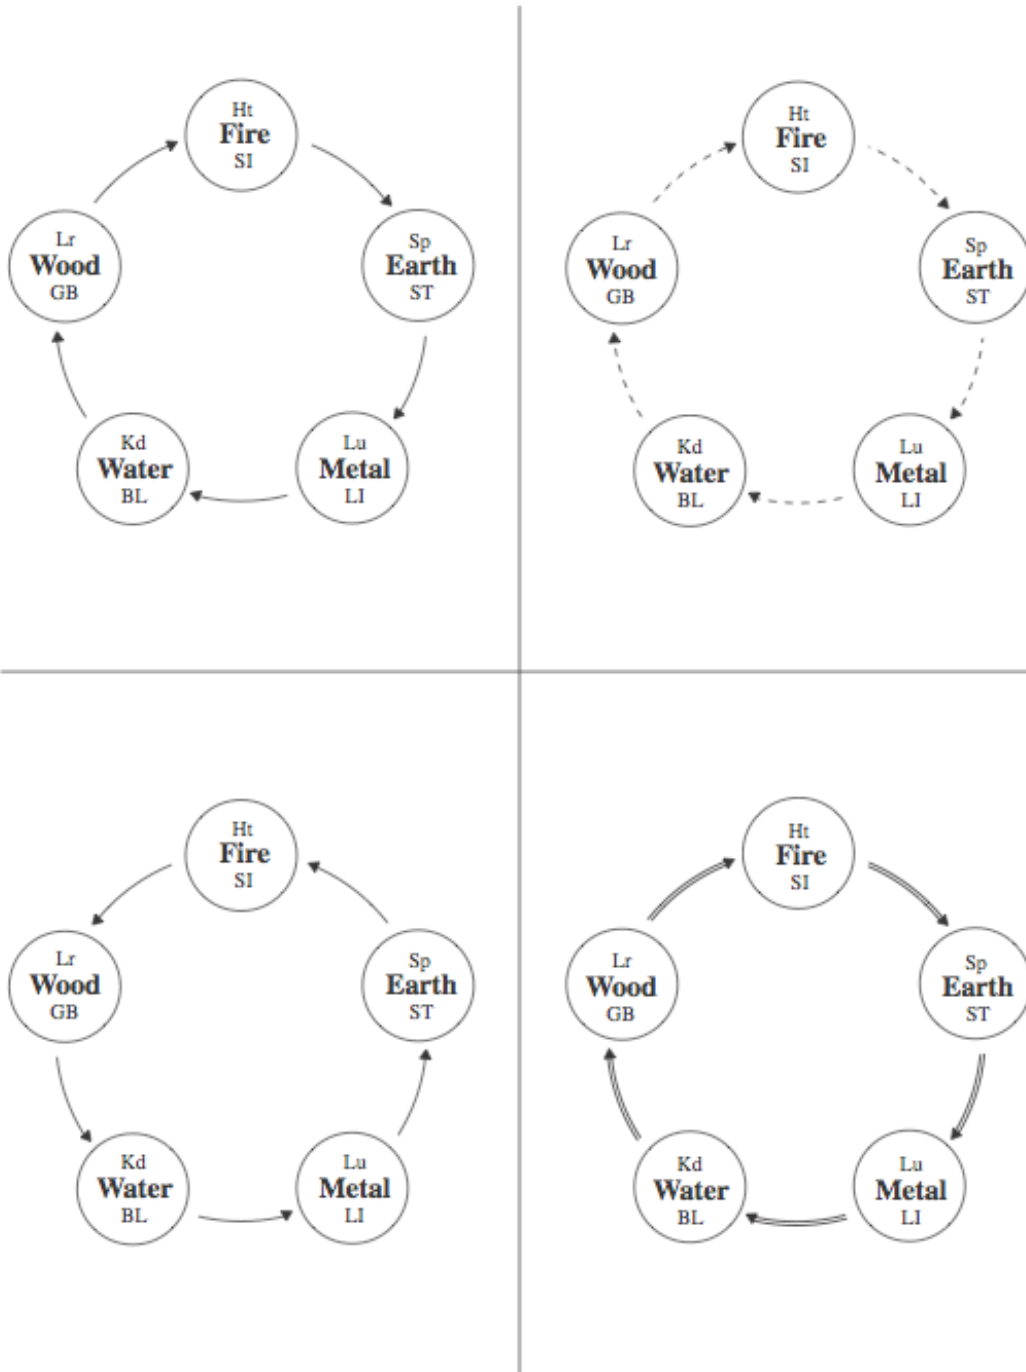 Ht
Fire
SI
Lr
Wood
GB
Sp
Earth
ST
Kd
Water
BL
Lu
Metal
LI
Ht
Fire
SI
Lr
Wood
GB
Sp
Earth
ST
Kd
Water
BL
Lu
Metal
LI
Ht
Fire
SI
Lr
Wood
GB
Sp
Earth
ST
Kd
Water
BL
Lu
Metal
LI
Ht
Fire
SI
Lr
Wood
GB
Sp
Earth
ST
Kd
Water
BL
Lu
Metal
LI